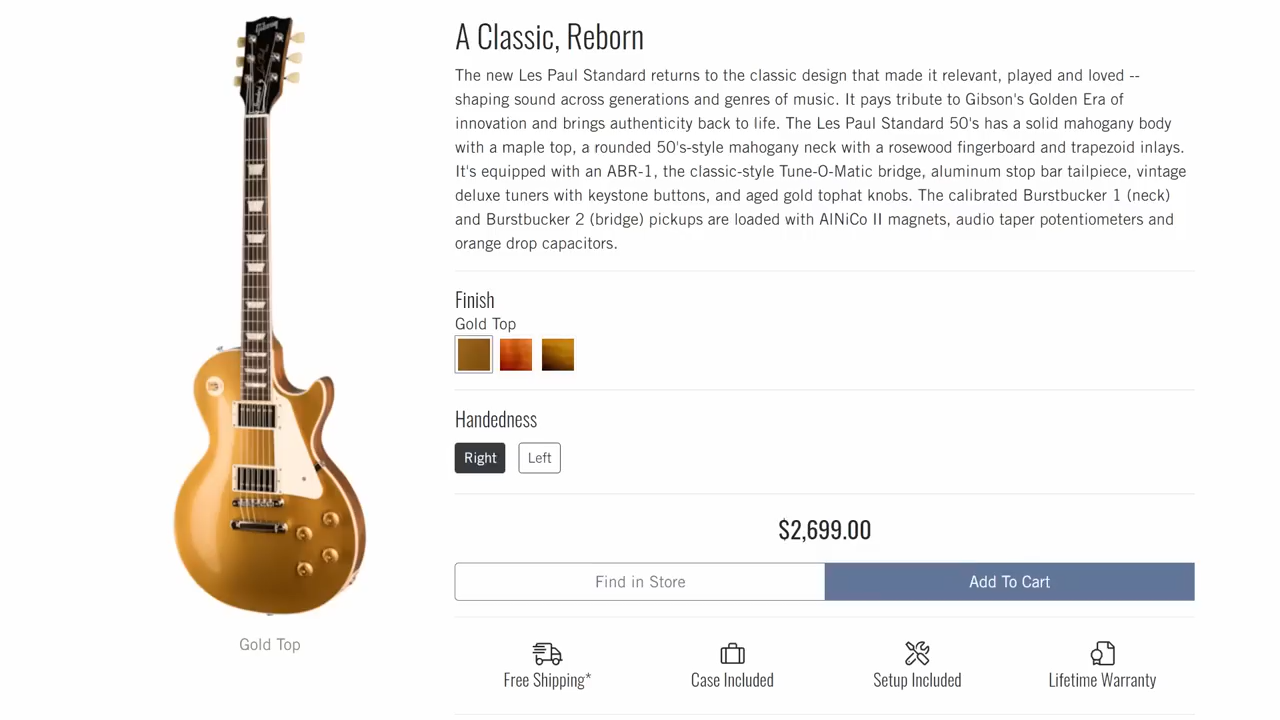 Gibson
A Classic, Reborn
The new Les Paul Standard returns to the classic design that made it relevant, played and loved --
shaping sound across generations and genres of music. It pays tribute to Gibson's Golden Era of
innovation and brings authenticity back to life. The Les Paul Standard 50's has a solid mahogany body
with a maple top, a rounded 50's-style mahogany neck with a rosewood fingerboard and trapezoid inlays.
It's equipped with an ABR-1, the classic-style Tune-O-Matic bridge, aluminum stop bar tailpiece, vintage
deluxe tuners with keystone buttons, and aged gold tophat knobs. The calibrated Burstbucker 1 (neck)
and Burstbucker 2 (bridge) pickups are loaded with AlNiCo II magnets, audio taper potentiometers and
orange drop capacitors.
Finish
Gold Top
Handedness
Right Left
$2,699.00
Find in Store Add To Cart
Gold Top
Free Shipping* Case Included Setup Included Lifetime Warranty